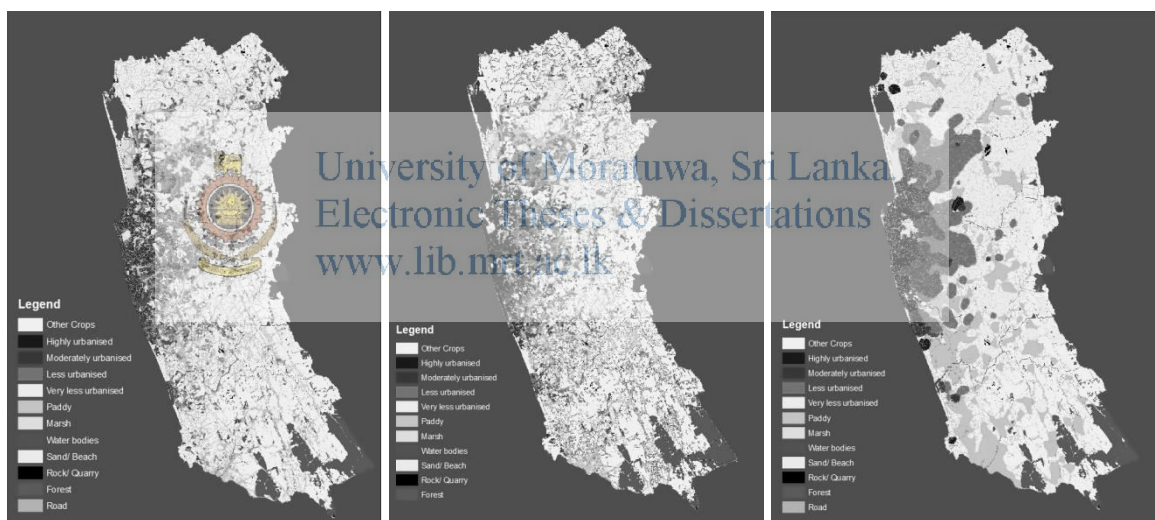 University of Moratuwa, Sri Lanka
Electronic Theses & Dissertations
www.lib.mrt.ac.lk
Legend
Other Crops
Highly urbanised
Moderately urbanised
Less urbanised
Very less urbanised
Paddy
Marsh
Water bodies
Sand/ Beach
Rock/ Quarry
Forest
Road
Legend
Other Crops
Highly urbanised
Moderately urbanised
Less urbanised
Very less urbanised
Paddy
Marsh
Water bodies
Sand/ Beach
Rock/ Quarry
Forest
Legend
Other Crops
Highly urbanised
Moderately urbanised
Less urbanised
Very less urbanised
Paddy
Marsh
Water bodies
Sand/ Beach
Rock/ Quarry
Forest
Road